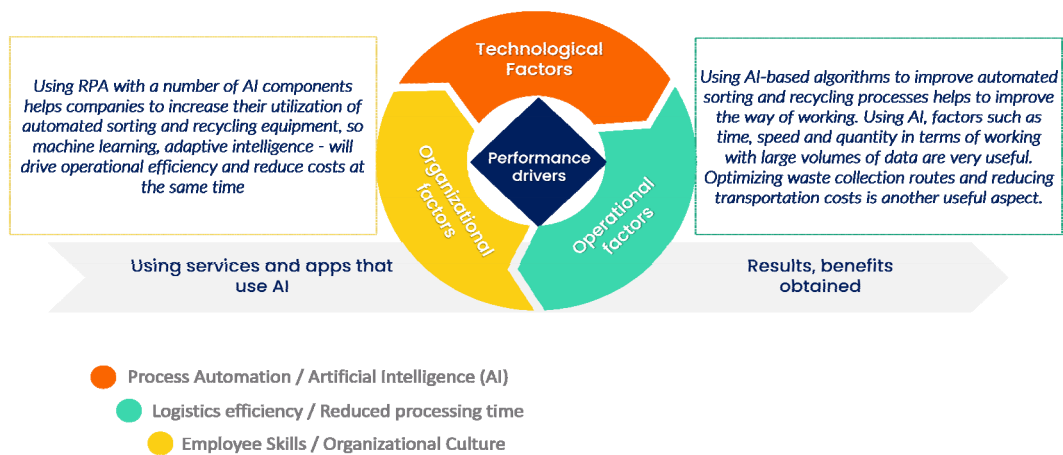 Technological
Factors
Using RPA with a number of AI components
helps companies to increase their utilization of
automated sorting and recycling equipment, so
machine learning, adaptive intelligence - will
drive operational efficiency and reduce costs at
the same time
Organizational
factors
Performance
drivers
Operational
factors
Using AI-based algorithms to improve automated
sorting and recycling processes helps to improve
the way of working. Using AI, factors such as
time, speed and quantity in terms of working
with large volumes of data are very useful.
Optimizing waste collection routes and reducing
transportation costs is another useful aspect.
Using services and apps that
use AI
Results, benefits
obtained
Process Automation / Artificial Intelligence (AI)
Logistics efficiency / Reduced processing time
Employee Skills / Organizational Culture